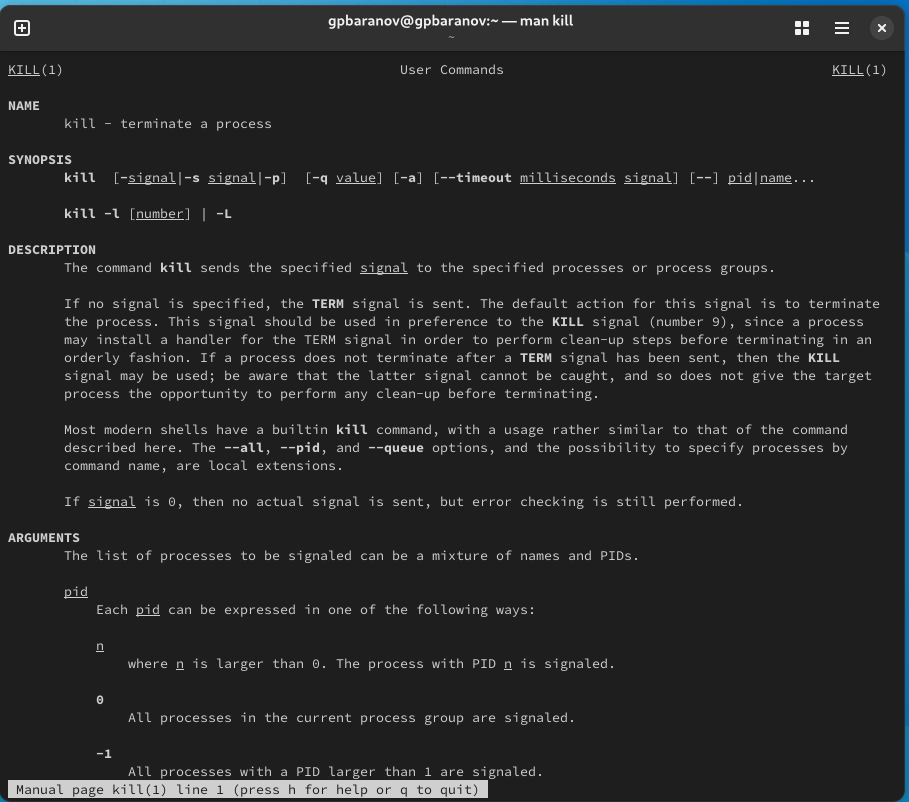 gpbaranov@gpbaranov:~ — man kill
~
KILL(1) User Commands KILL(1)
NAME
kill - terminate a process
SYNOPSIS
kill [-signal|-s signal|-p] [-q value] [-a] [--timeout milliseconds signal] [--] pid|name...
kill -l [number] | -L
DESCRIPTION
The command kill sends the specified signal to the specified processes or process groups.
If no signal is specified, the TERM signal is sent. The default action for this signal is to terminate
the process. This signal should be used in preference to the KILL signal (number 9), since a process
may install a handler for the TERM signal in order to perform clean-up steps before terminating in an
orderly fashion. If a process does not terminate after a TERM signal has been sent, then the KILL
signal may be used; be aware that the latter signal cannot be caught, and so does not give the target
process the opportunity to perform any clean-up before terminating.
Most modern shells have a builtin kill command, with a usage rather similar to that of the command
described here. The --all, --pid, and --queue options, and the possibility to specify processes by
command name, are local extensions.
If signal is 0, then no actual signal is sent, but error checking is still performed.
ARGUMENTS
The list of processes to be signaled can be a mixture of names and PIDs.
pid
Each pid can be expressed in one of the following ways:
n
where n is larger than 0. The process with PID n is signaled.
0
All processes in the current process group are signaled.
-1
All processes with a PID larger than 1 are signaled.
Manual page kill(1) line 1 (press h for help or q to quit)